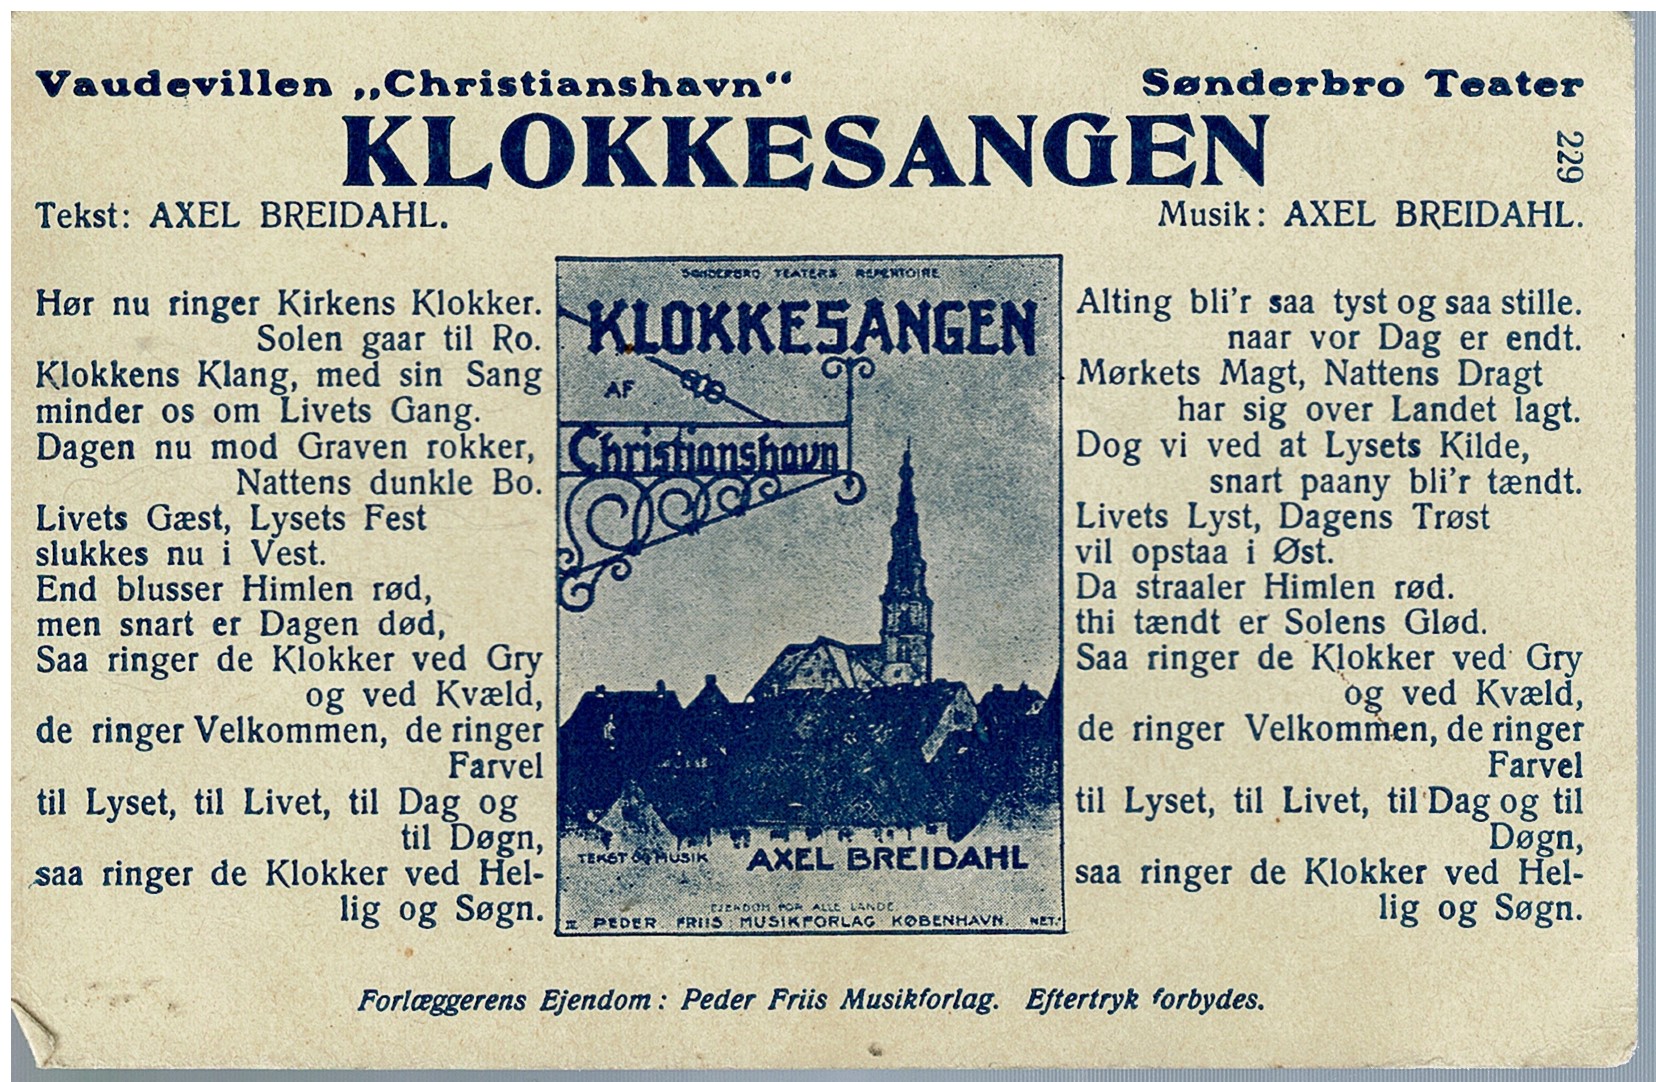 Vaudevillen „Christianshavn“
Sønderbro Teater
KLOKKESANGEN
229
Tekst: AXEL BREIDAHL.
Musik: AXEL BREIDAHL.
Hør nu ringer Kirkens Klokker.
Solen gaar til Ro.
Klokkens Klang, med sin Sang
minder os om Livets Gang.
Dagen nu mod Graven rokker,
Nattens dunkle Bo.
Livets Gæst, Lysets Fest
slukkes nu i Vest.
End blusser Himlen rød,
men snart er Dagen død,
Saa ringer de Klokker ved Gry
og ved Kvæld,
de ringer Velkommen, de ringer
Farvel
til Lyset, til Livet, til Dag og
til Døgn,
saa ringer de Klokker ved Hel-
lig og Søgn.
SØNDERBRO TEATERS REPERTOIRE
KLOKKESANGEN
AF
Christianshavn
TEKST OG MUSIK AXEL BREIDAHL
EJENDOM FOR ALLE LANDE.
PEDER FRIIS MUSIKFORLAG KØBENHAVN. NET.
Alting bli'r saa tyst og saa stille.
naar vor Dag er endt.
Mørkets Magt, Nattens Dragt
har sig over Landet lagt.
Dog vi ved at Lysets Kilde,
snart paany bli'r tændt.
Livets Lyst, Dagens Trøst
vil opstaa i Øst.
Da straaler Himlen rød.
thi tændt er Solens Glød.
Saa ringer de Klokker ved Gry
og ved Kvæld,
de ringer Velkommen, de ringer
Farvel
til Lyset, til Livet, til Dag og til
Døgn,
saa ringer de Klokker ved Hel-
lig og Søgn.
Forlæggerens Ejendom: Peder Friis Musikforlag. Eftertryk forbydes.